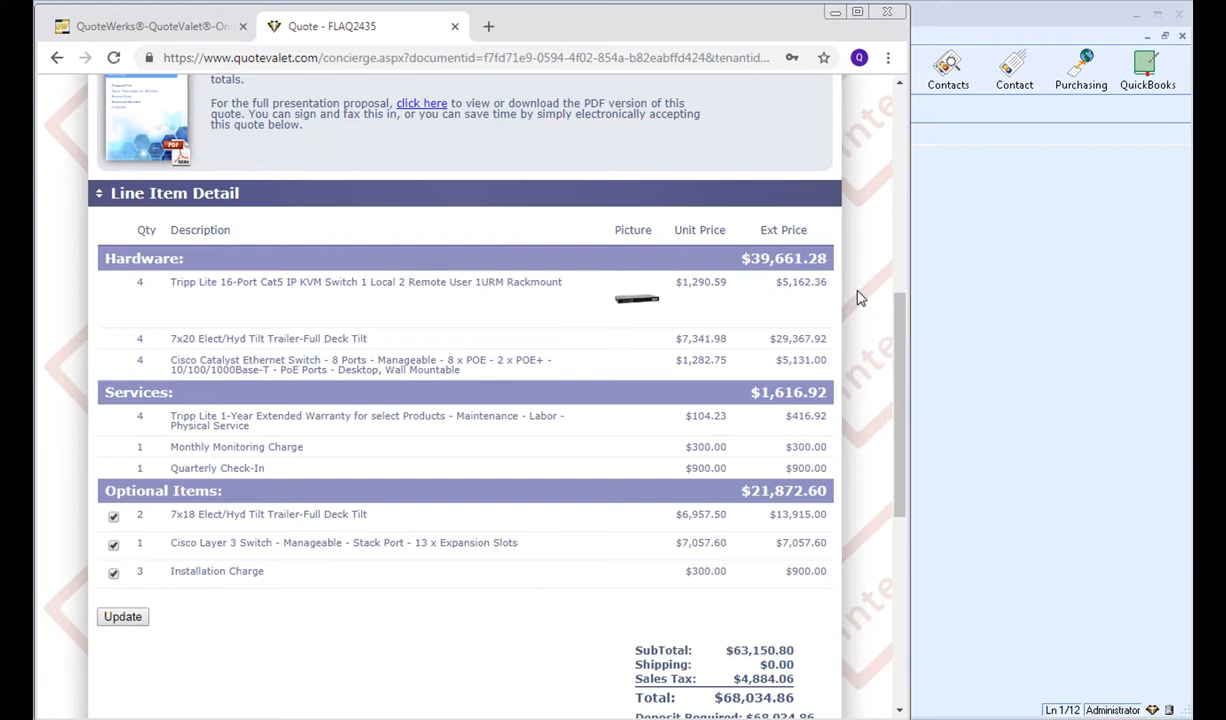 QuoteWerks®-QuoteValet®-On
Quote - FLAQ2435
https://www.quotevalet.com/concierge.aspx?documentid=f7fd71e9-0594-4f02-854a-b82eabffd424&tenantid...
Q
Contacts
Contact
Purchasing
QuickBooks
totals.
For the full presentation proposal, click here to view or download the PDF version of this
quote. You can sign and fax this in, or you can save time by simply electronically accepting
this quote below.
PDF
Line Item Detail
Qty Description Picture Unit Price Ext Price
Hardware: $39,661.28
4 Tripp Lite 16-Port Cat5 IP KVM Switch 1 Local 2 Remote User 1URM Rackmount $1,290.59 $5,162.36
4 7x20 Elect/Hyd Tilt Trailer-Full Deck Tilt $7,341.98 $29,367.92
4 Cisco Catalyst Ethernet Switch - 8 Ports - Manageable - 8 x POE - 2 x POE+ - $1,282.75 $5,131.00
10/100/1000Base-T - PoE Ports - Desktop, Wall Mountable
Services: $1,616.92
4 Tripp Lite 1-Year Extended Warranty for select Products - Maintenance - Labor - $104.23 $416.92
Physical Service
1 Monthly Monitoring Charge $300.00 $300.00
1 Quarterly Check-In $900.00 $900.00
Optional Items: $21,872.60
2 7x18 Elect/Hyd Tilt Trailer-Full Deck Tilt $6,957.50 $13,915.00
1 Cisco Layer 3 Switch - Manageable - Stack Port - 13 x Expansion Slots $7,057.60 $7,057.60
3 Installation Charge $300.00 $900.00
Update
SubTotal: $63,150.80
Shipping: $0.00
Sales Tax: $4,884.06
Total: $68,034.86
Deposit Required: $68,034.86
Ln 1/12 Administrator